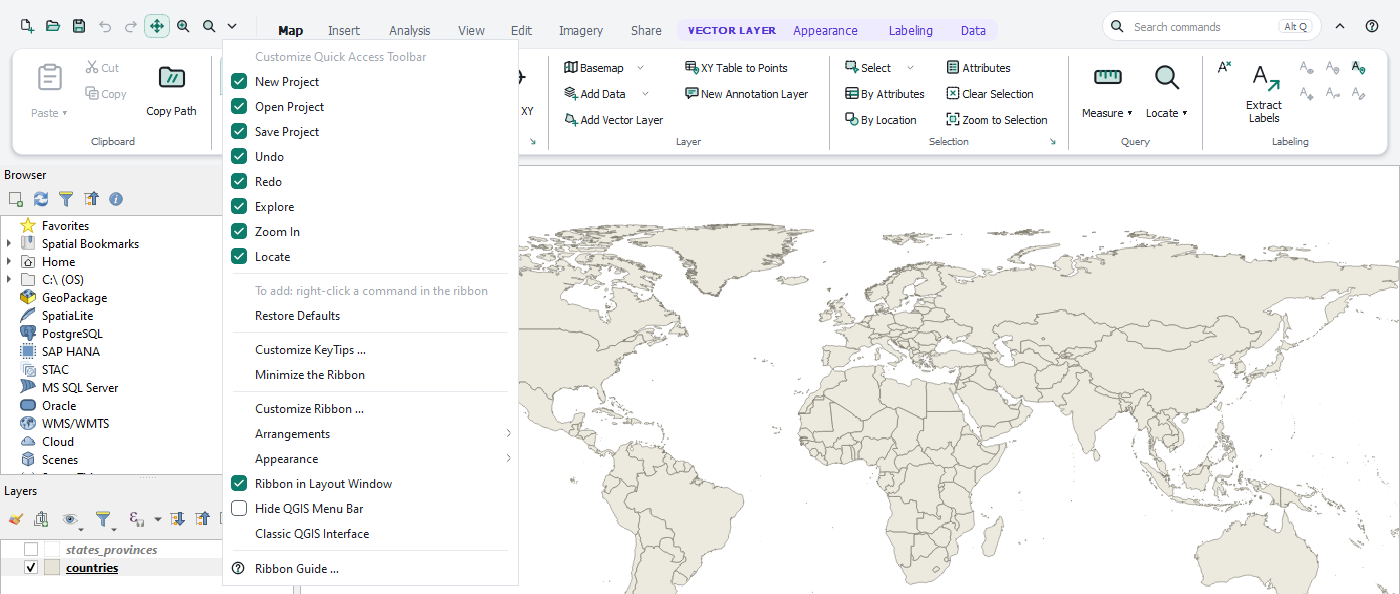 Map Insert Analysis View Edit Imagery Share VECTOR LAYER Appearance Labeling Data
Search commands Alt Q
Paste
Cut
Copy
Copy Path
Clipboard
XY
Basemap
Add Data
Add Vector Layer
XY Table to Points
New Annotation Layer
Layer
Select
By Attributes
By Location
Attributes
Clear Selection
Zoom to Selection
Selection
Measure
Locate
Query
Extract
Labels
Labeling
Customize Quick Access Toolbar
New Project
Open Project
Save Project
Undo
Redo
Explore
Zoom In
Locate
To add: right-click a command in the ribbon
Restore Defaults
Customize KeyTips ...
Minimize the Ribbon
Customize Ribbon ...
Arrangements
Appearance
Ribbon in Layout Window
Hide QGIS Menu Bar
Classic QGIS Interface
Ribbon Guide ...
Browser
Favorites
Spatial Bookmarks
Home
C:\ (OS)
GeoPackage
SpatiaLite
PostgreSQL
SAP HANA
STAC
MS SQL Server
Oracle
WMS/WMTS
Cloud
Scenes
Layers
states_provinces
countries